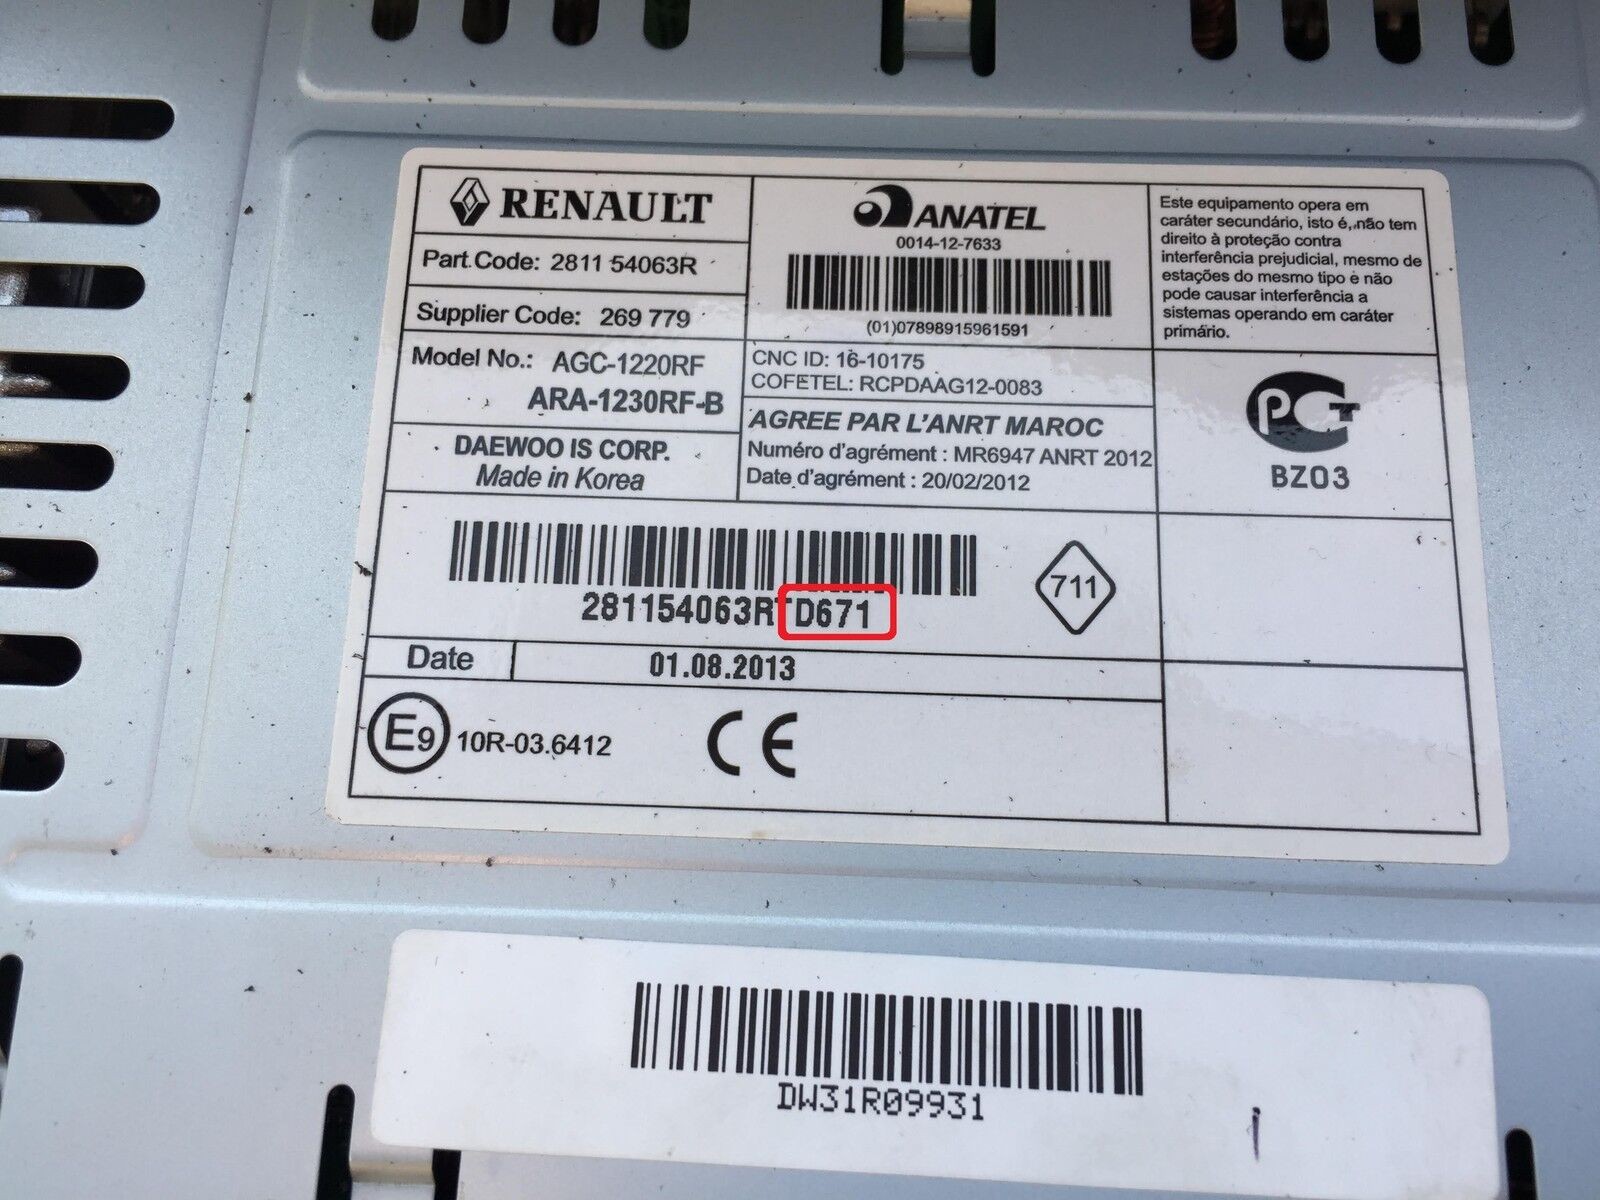 RENAULT
Part Code: 2811 54063R
Supplier Code: 269 779
Model No.: AGC-1220RF
ARA-1230RF-B
DAEWOO IS CORP.
Made in Korea
ANATEL
0014-12-7633
(01)07898915961591
CNC ID: 16-10175
COFETEL: RCPDAAG12-0083
AGREE PAR L'ANRT MAROC
Numéro d'agrément : MR6947 ANRT 2012
Date d'agrément : 20/02/2012
Este equipamento opera em
caráter secundário, isto é, não tem
direito à proteção contra
interferência prejudicial, mesmo de
estações do mesmo tipo e não
pode causar interferência a
sistemas operando em caráter
primário.
PCT
BZ03
281154063RTD671
711
Date 01.08.2013
E9 10R-03.6412
CE
DW31R09931